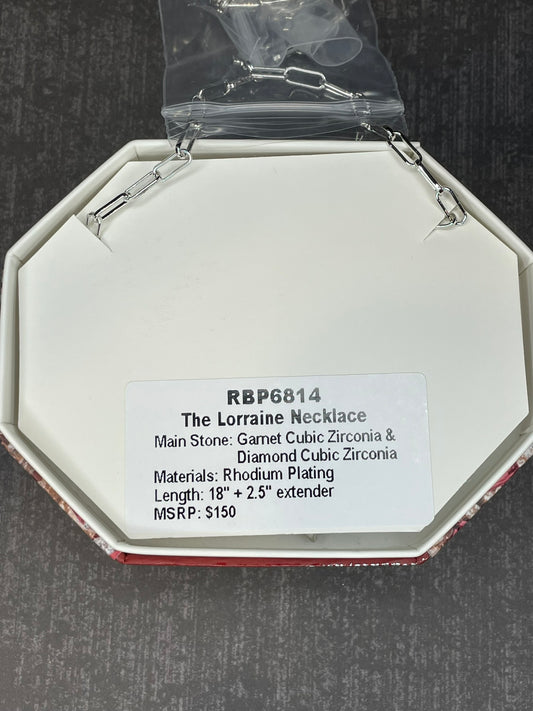 RBP6814
The Lorraine Necklace
Main Stone: Garnet Cubic Zirconia &
Diamond Cubic Zirconia
Materials: Rhodium Plating
Length: 18" + 2.5" extender
MSRP: $150